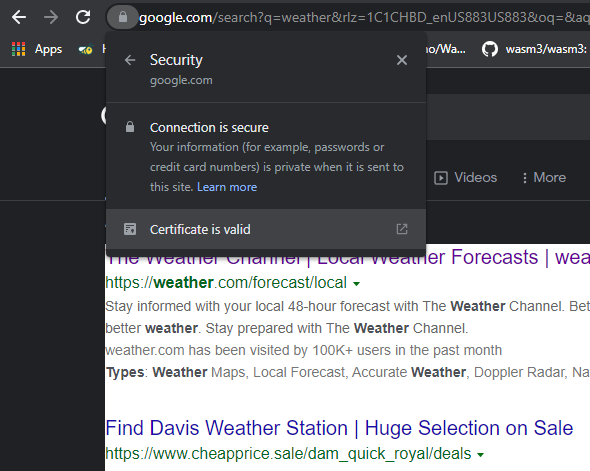 google.com/search?q=weather&rlz=1C1CHBD_enUS883US883&oq=&aq
Apps
no/Wa...
wasm3/wasm3:
Security
google.com
Connection is secure
Your information (for example, passwords or
credit card numbers) is private when it is sent to
this site. Learn more
Videos
More
Certificate is valid
The Weather Channel | Local Weather Forecasts | wea
https://weather.com/forecast/local
Stay informed with your local 48-hour forecast with The Weather Channel. Bet
better weather. Stay prepared with The Weather Channel.
weather.com has been visited by 100K+ users in the past month
Types: Weather Maps, Local Forecast, Accurate Weather, Doppler Radar, Na
Find Davis Weather Station | Huge Selection on Sale
https://www.cheapprice.sale/dam_quick_royal/deals